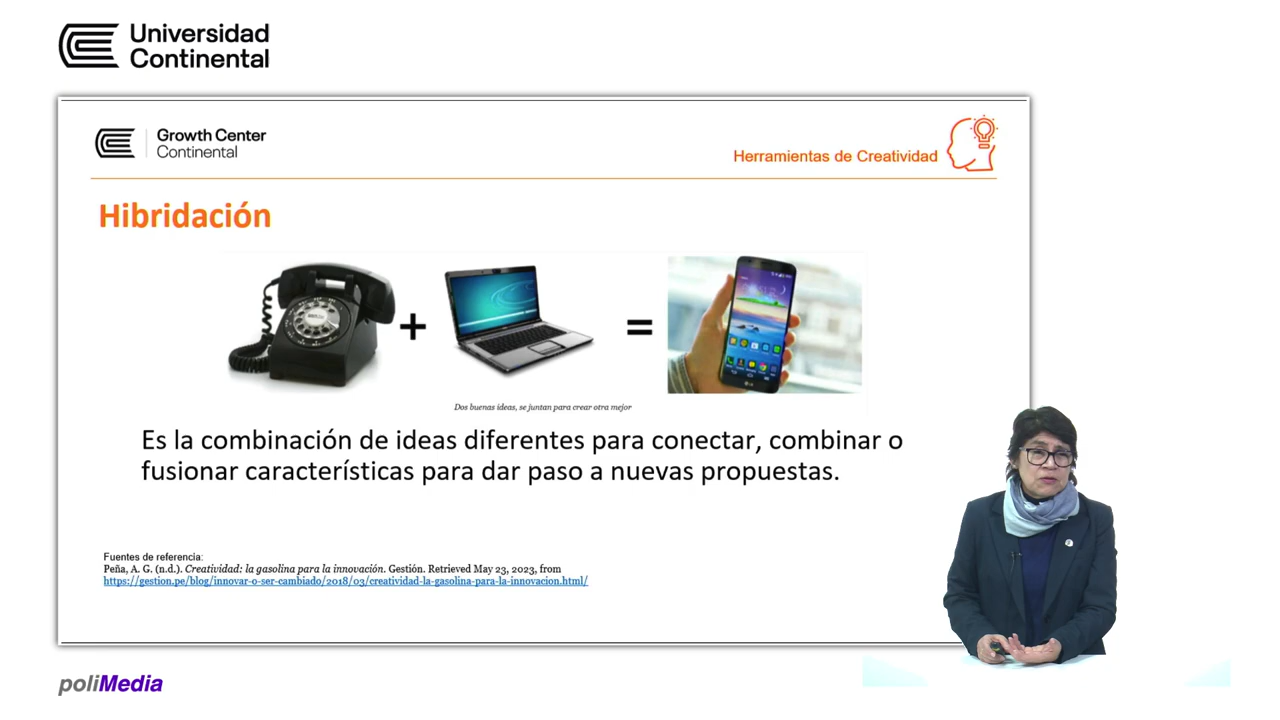 Universidad
Continental
Growth Center
Continental
Herramientas de Creatividad
Hibridación
+
=
Dos buenas ideas, se juntan para crear otra mejor
Es la combinación de ideas diferentes para conectar, combinar o
fusionar características para dar paso a nuevas propuestas.
Fuentes de referencia:
Peña, A. G. (n.d.). Creatividad: la gasolina para la innovación. Gestión. Retrieved May 23, 2023, from
https://gestion.pe/blog/innovar-o-ser-cambiado/2018/03/creatividad-la-gasolina-para-la-innovacion.html/
poliMedia